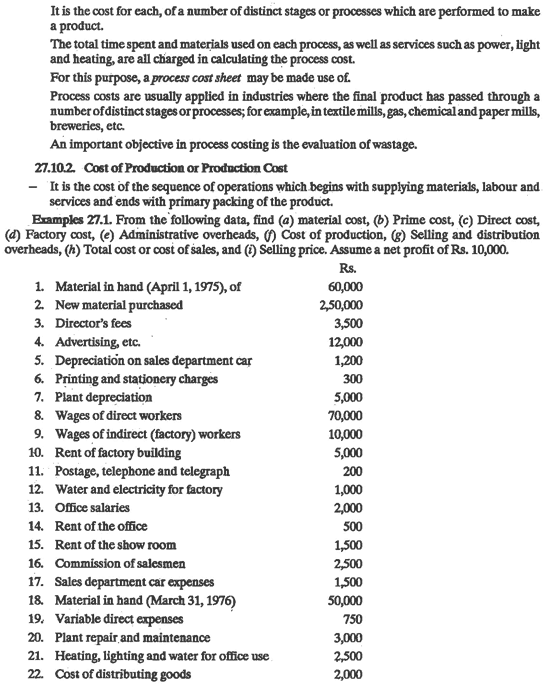 It is the cost for each, of a number of distinct stages or processes which are performed to make
a product.
The total time spent and materials used on each process, as well as services such as power, light
and heating, are all charged in calculating the process cost.
For this purpose, a process cost sheet may be made use of.
Process costs are usually applied in industries where the final product has passed through a
number of distinct stages or processes; for example, in textile mills, gas, chemical and paper mills,
breweries, etc.
An important objective in process costing is the evaluation of wastage.
27.10.2. Cost of Production or Production Cost
– It is the cost of the sequence of operations which begins with supplying materials, labour and
services and ends with primary packing of the product.
Examples 27.1. From the following data, find (a) material cost, (b) Prime cost, (c) Direct cost,
(d) Factory cost, (e) Administrative overheads, (f) Cost of production, (g) Selling and distribution
overheads, (h) Total cost or cost of sales, and (i) Selling price. Assume a net profit of Rs. 10,000.
Rs.
1. Material in hand (April 1, 1975), of 60,000
2. New material purchased 2,50,000
3. Director's fees 3,500
4. Advertising, etc. 12,000
5. Depreciation on sales department car 1,200
6. Printing and stationery charges 300
7. Plant depreciation 5,000
8. Wages of direct workers 70,000
9. Wages of indirect (factory) workers 10,000
10. Rent of factory building 5,000
11. Postage, telephone and telegraph 200
12. Water and electricity for factory 1,000
13. Office salaries 2,000
14. Rent of the office 500
15. Rent of the show room 1,500
16. Commission of salesmen 2,500
17. Sales department car expenses 1,500
18. Material in hand (March 31, 1976) 50,000
19. Variable direct expenses 750
20. Plant repair and maintenance 3,000
21. Heating, lighting and water for office use 2,500
22. Cost of distributing goods 2,000